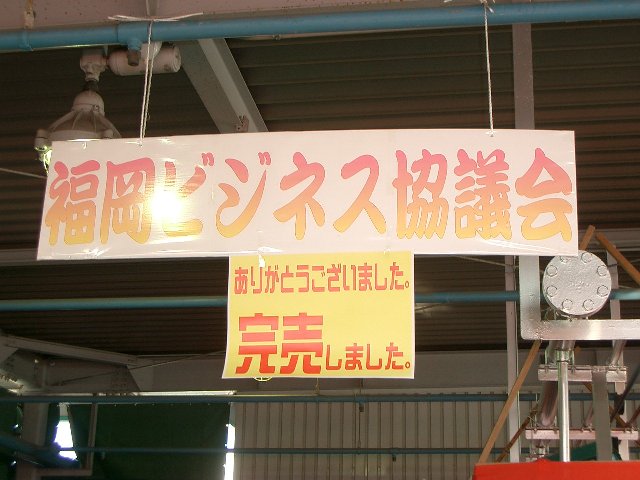 福岡ビジネス協議会
ありがとうございました。
完売しました。